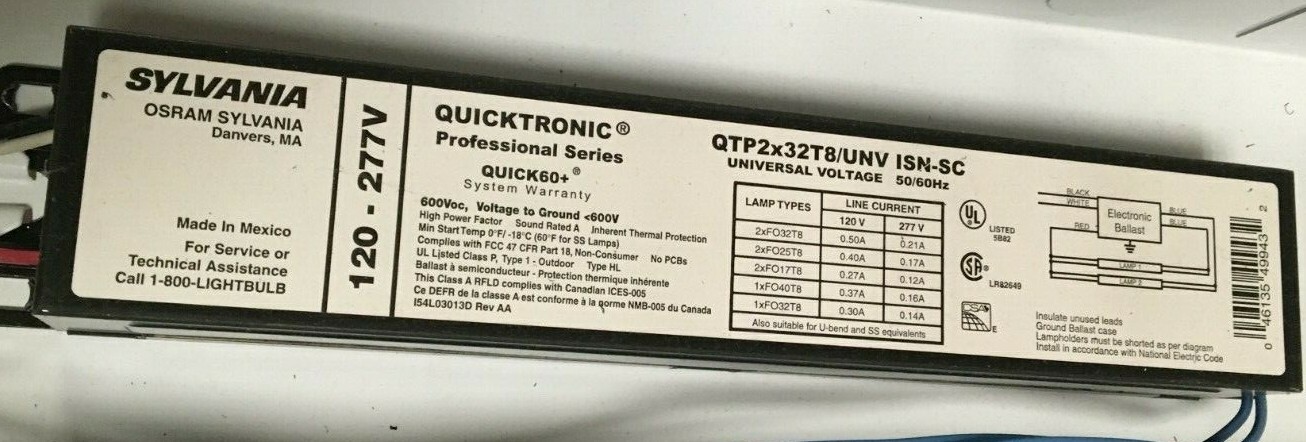 SYLVANIA
OSRAM SYLVANIA
Danvers, MA
Made In Mexico
For Service or
Technical Assistance
Call 1-800-LIGHTBULB
120 - 277V
QUICKTRONIC®
Professional Series
QUICK60+®
System Warranty
600Voc, Voltage to Ground <600V
High Power Factor Sound Rated A Inherent Thermal Protection
Min Start Temp 0°F/ -18°C (60°F for SS Lamps)
Complies with FCC 47 CFR Part 18, Non-Consumer No PCBs
UL Listed Class P, Type 1 - Outdoor Type HL
Ballast à semiconducteur - Protection thermique inhérente
This Class A RFLD complies with Canadian ICES-005
Ce DEFR de la classe A est conforme à la norme NMB-005 du Canada
I54L03013D Rev AA
QTP2x32T8/UNV ISN-SC
UNIVERSAL VOLTAGE 50/60Hz
LAMP TYPES LINE CURRENT
120 V 277 V
2xFO32T8 0.50A 0.21A
2xFO25T8 0.40A 0.17A
2xFO17T8 0.27A 0.12A
1xFO40T8 0.37A 0.16A
1xFO32T8 0.30A 0.14A
Also suitable for U-bend and SS equivalents
UL LISTED
5B82
SA® LR82649
E
BLACK
WHITE
RED
Electronic
Ballast
BLUE
BLUE
LAMP 1
LAMP 2
Insulate unused leads
Ground Ballast case
Lampholders must be shorted as per diagram
Install in accordance with National Electric Code
0 46135 49943 2